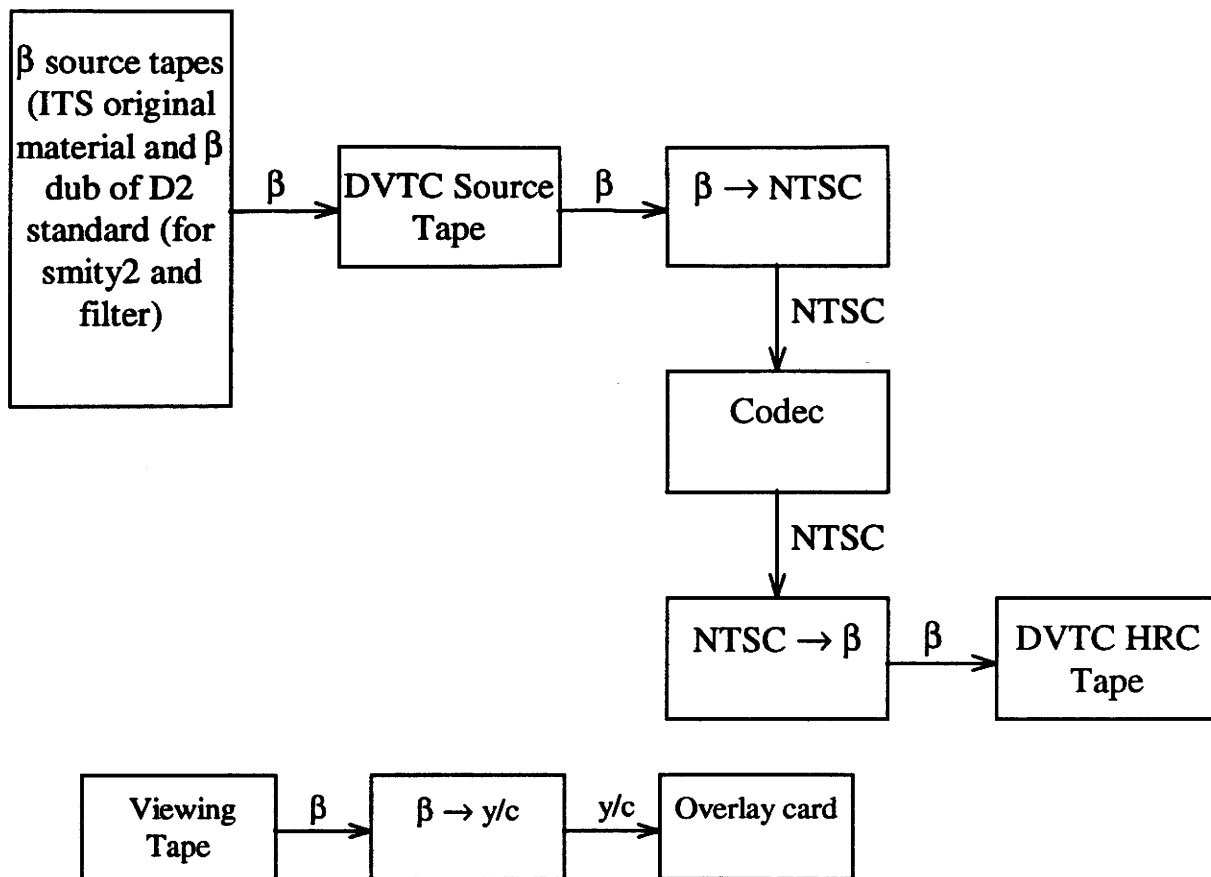 β source tapes
(ITS original
material and β
dub of D2
standard (for
smity2 and
filter)
β
DVTC Source
Tape
β
β → NTSC
NTSC
Codec
NTSC
NTSC → β
β
DVTC HRC
Tape
Viewing
Tape
β
β → y/c
y/c
Overlay card